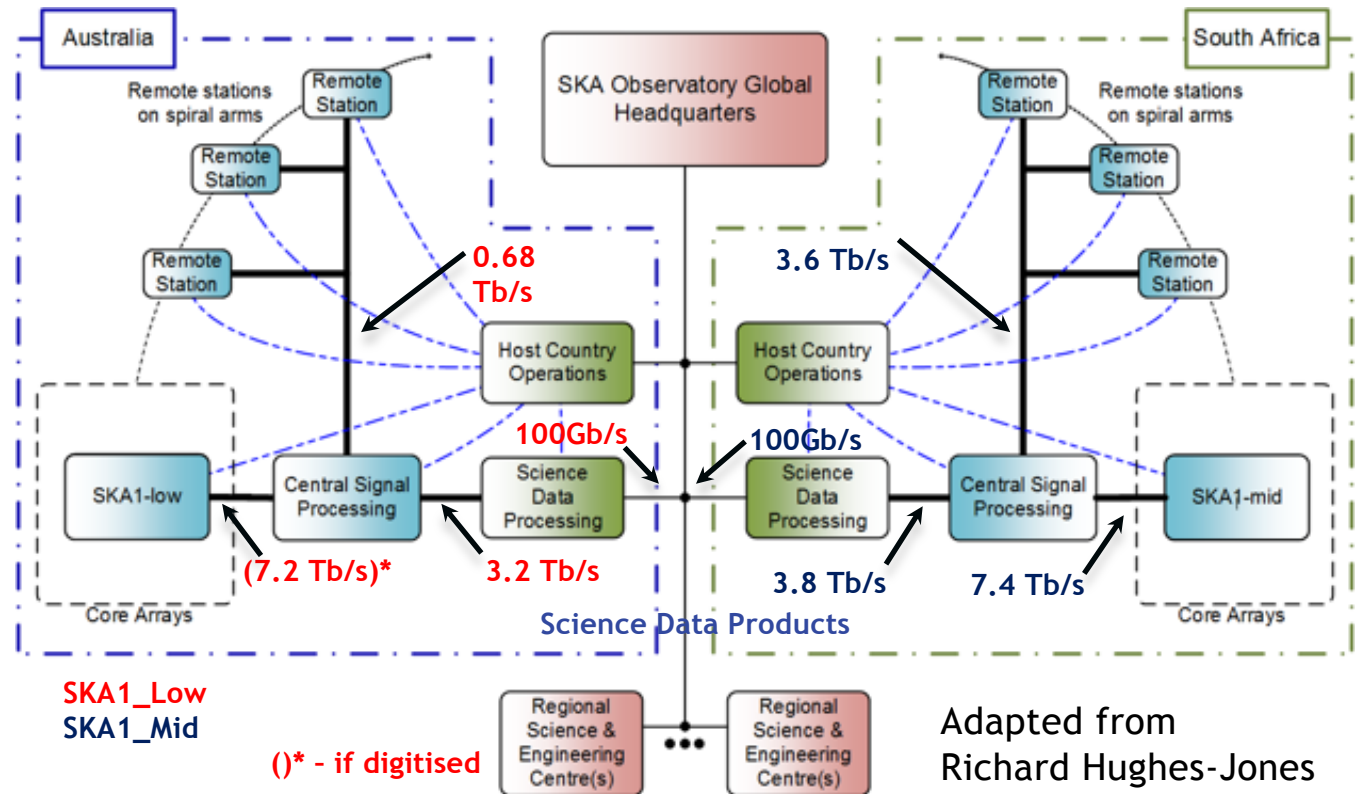 Australia
South Africa
SKA Observatory Global
Headquarters
Remote stations
on spiral arms
Remote
Station
Remote
Station
Remote
Station
Remote
Station
Remote stations
on spiral arms
Remote
Station
Remote
Station
0.68
Tb/s
3.6 Tb/s
Host Country
Operations
Host Country
Operations
100Gb/s
100Gb/s
SKA1-low
Central Signal
Processing
Science
Data
Processing
Science
Data
Processing
Central Signal
Processing
SKA1-mid
(7.2 Tb/s)*
3.2 Tb/s
3.8 Tb/s
7.4 Tb/s
Core Arrays
Core Arrays
Science Data Products
SKA1_Low
SKA1_Mid
()* - if digitised
Regional
Science &
Engineering
Centre(s)
Regional
Science &
Engineering
Centre(s)
Adapted from
Richard Hughes-Jones